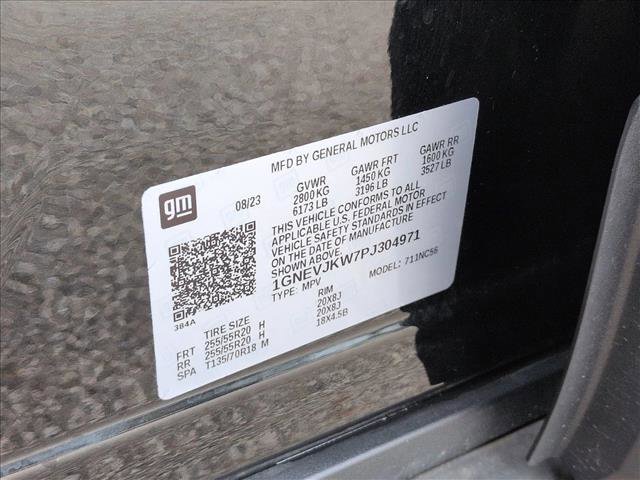 MFD BY GENERAL MOTORS LLC
gm
08/23
GVWR GAWR FRT GAWR RR
2800 KG 1450 KG 1600 KG
6173 LB 3196 LB 3527 LB
THIS VEHICLE CONFORMS TO ALL
APPLICABLE U.S. FEDERAL MOTOR
VEHICLE SAFETY STANDARDS IN EFFECT
ON THE DATE OF MANUFACTURE
SHOWN ABOVE.
1GNEVJKW7PJ304971
TYPE: MPV MODEL: 711NC56
384A
TIRE SIZE RIM
FRT 255/55R20 H 20X8J
RR 255/55R20 H 20X8J
SPA T135/70R18 M 18X4.5B